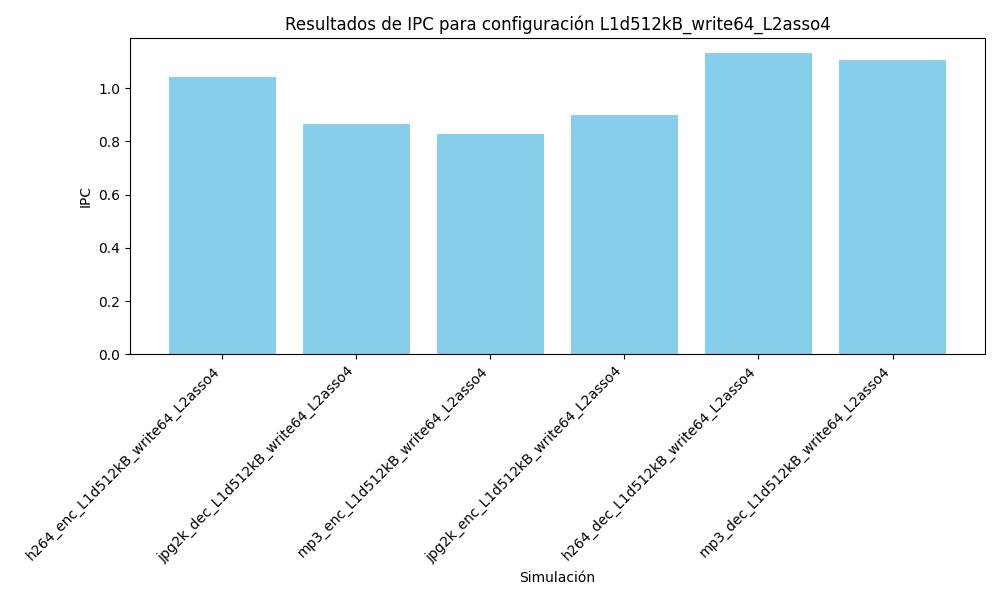 Resultados de IPC para configuración L1d512kB_write64_L2asso4
IPC
1.0
0.8
0.6
0.4
0.2
0.0
h264_enc_L1d512kB_write64_L2asso4
jpg2k_dec_L1d512kB_write64_L2asso4
mp3_enc_L1d512kB_write64_L2asso4
jpg2k_enc_L1d512kB_write64_L2asso4
h264_dec_L1d512kB_write64_L2asso4
mp3_dec_L1d512kB_write64_L2asso4
Simulación